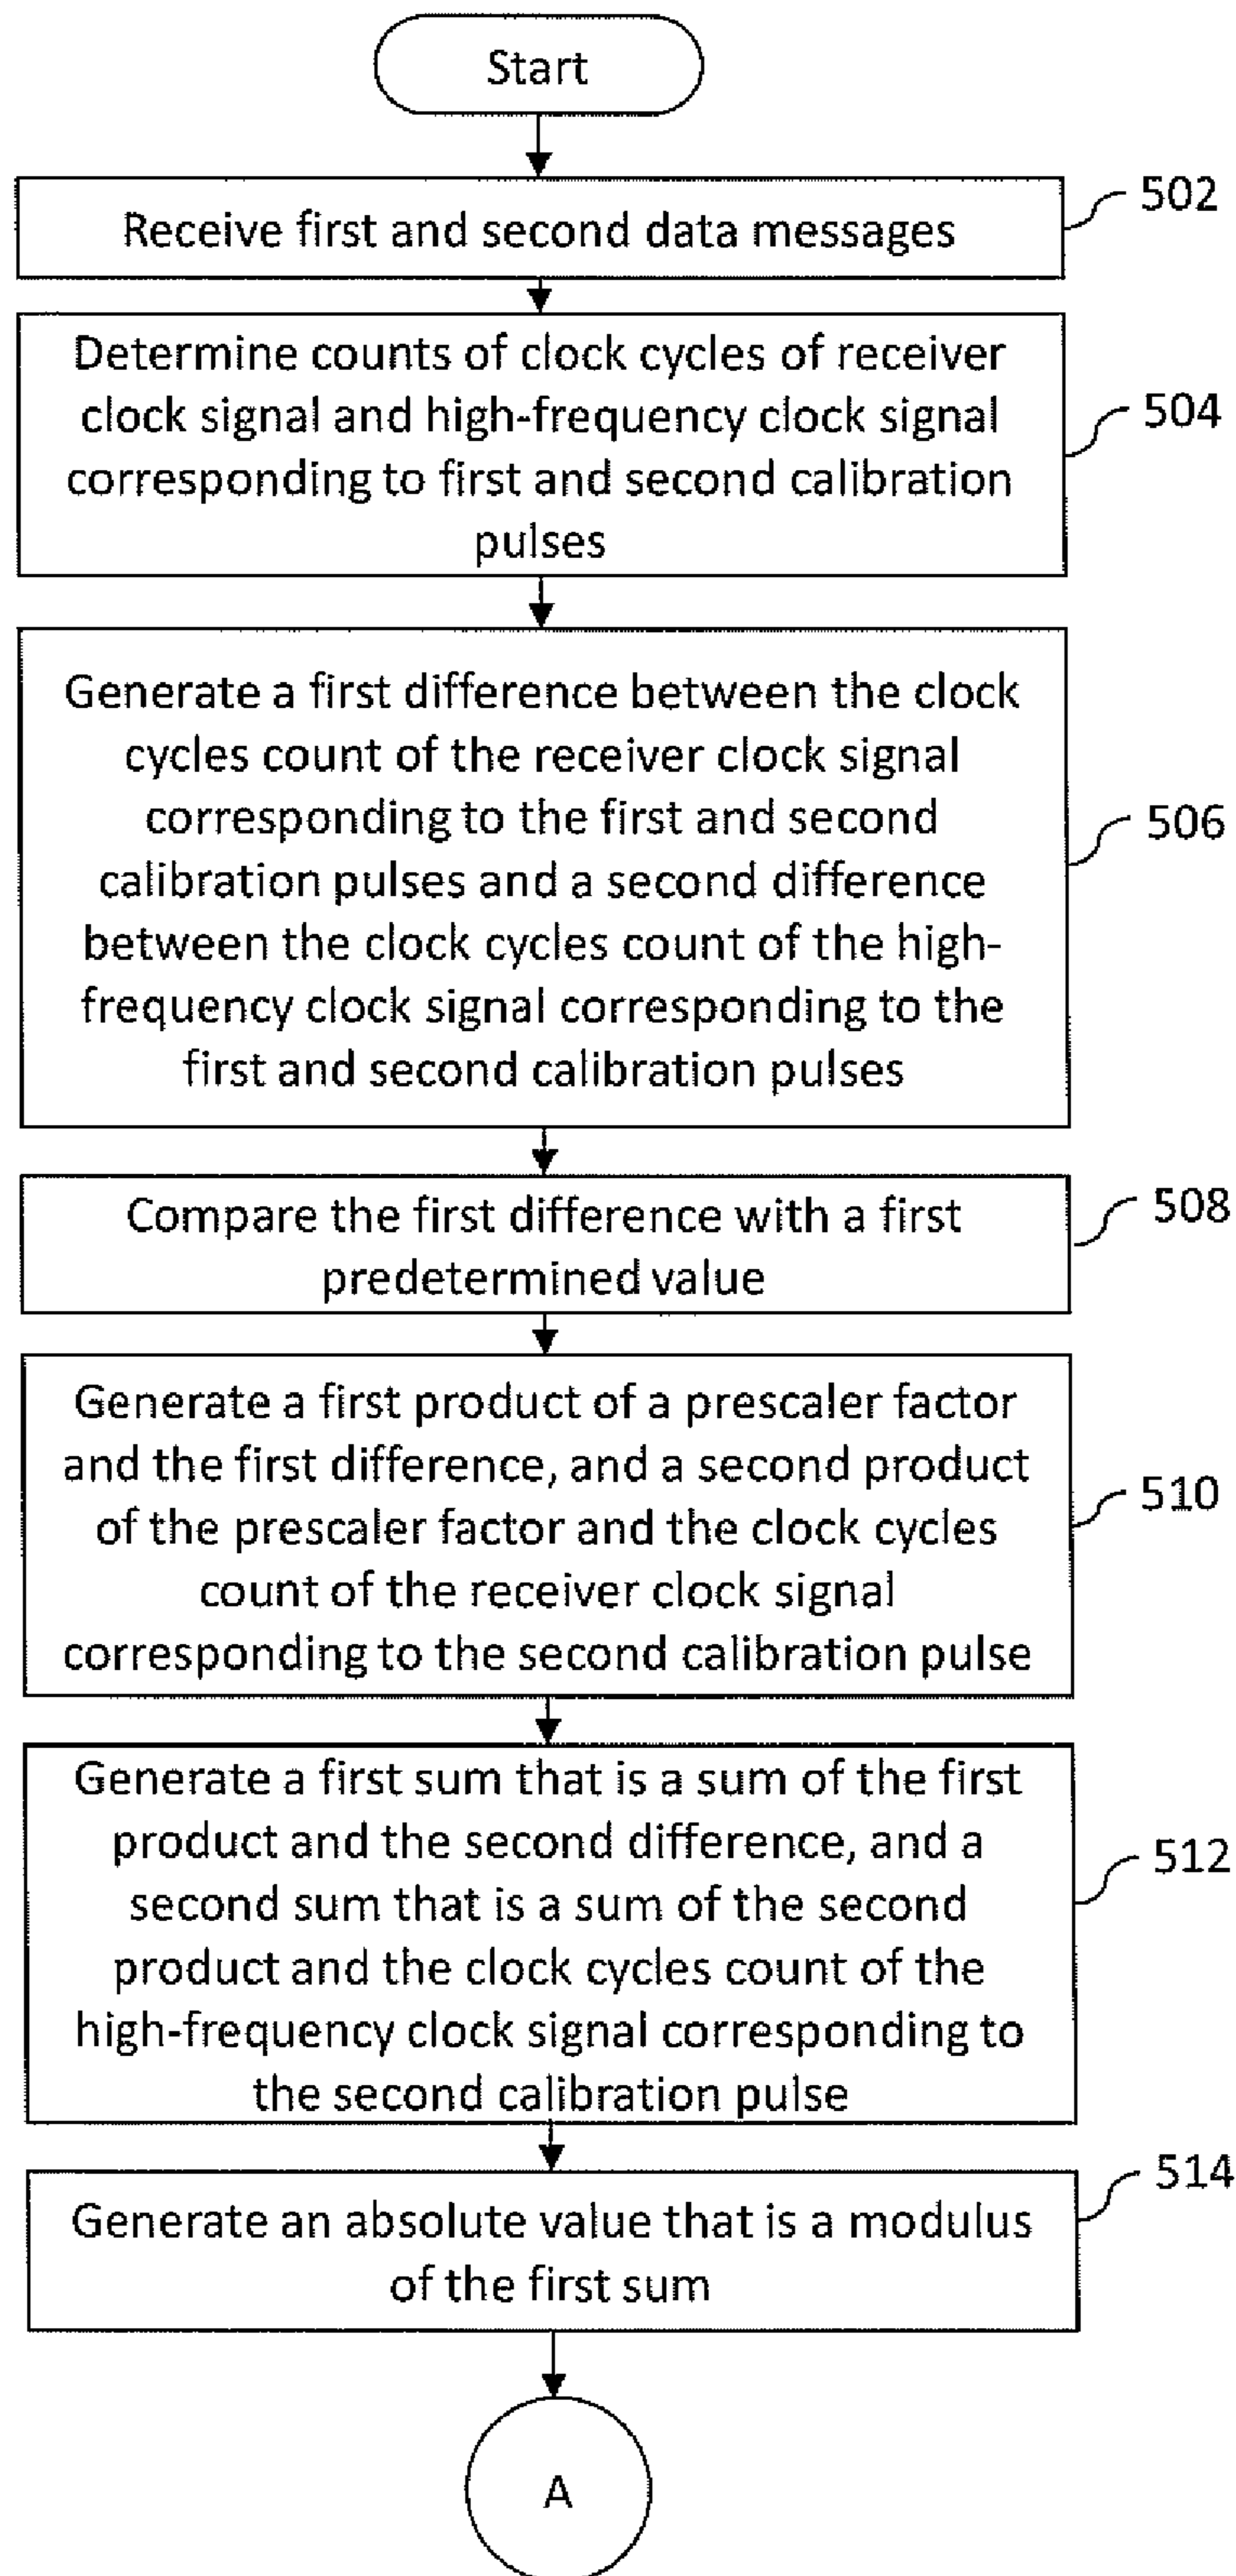 Start
Receive first and second data messages
502
Determine counts of clock cycles of receiver
clock signal and high-frequency clock signal
corresponding to first and second calibration
pulses
504
Generate a first difference between the clock
cycles count of the receiver clock signal
corresponding to the first and second
calibration pulses and a second difference
between the clock cycles count of the high-
frequency clock signal corresponding to the
first and second calibration pulses
506
Compare the first difference with a first
predetermined value
508
Generate a first product of a prescaler factor
and the first difference, and a second product
of the prescaler factor and the clock cycles
count of the receiver clock signal
corresponding to the second calibration pulse
510
Generate a first sum that is a sum of the first
product and the second difference, and a
second sum that is a sum of the second
product and the clock cycles count of the
high-frequency clock signal corresponding to
the second calibration pulse
512
Generate an absolute value that is a modulus
of the first sum
514
A